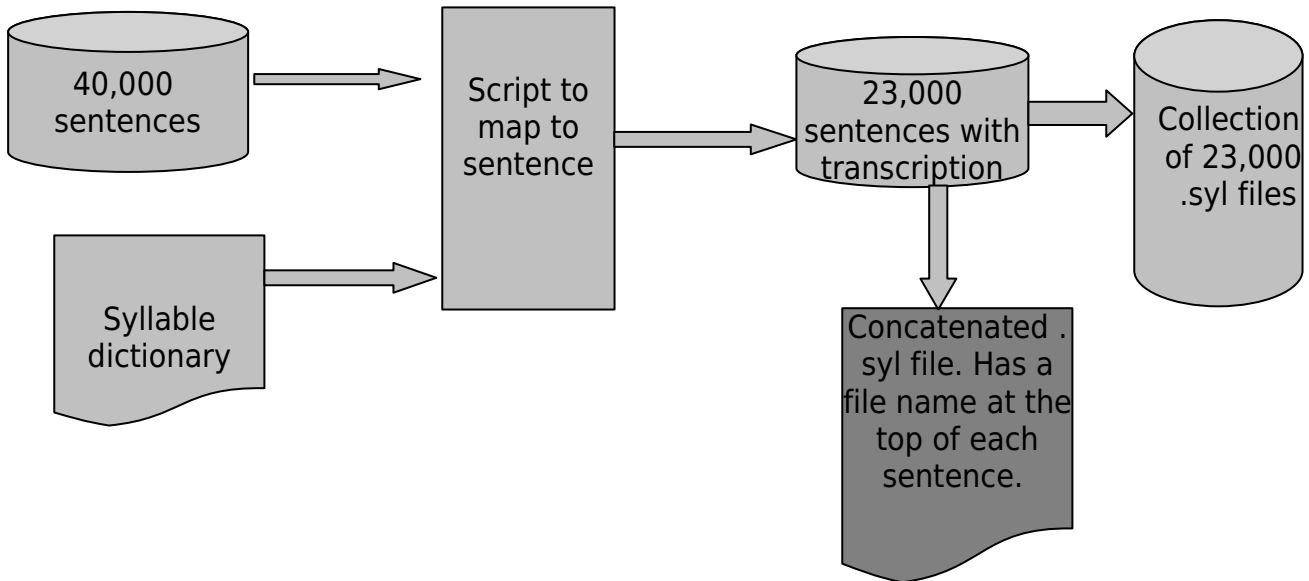 40,000
sentences
Script to
map to
sentence
23,000
sentences with
transcription
Collection
of 23,000
.syl files
Syllable
dictionary
Concatenated .
syl file. Has a
file name at the
top of each
sentence.